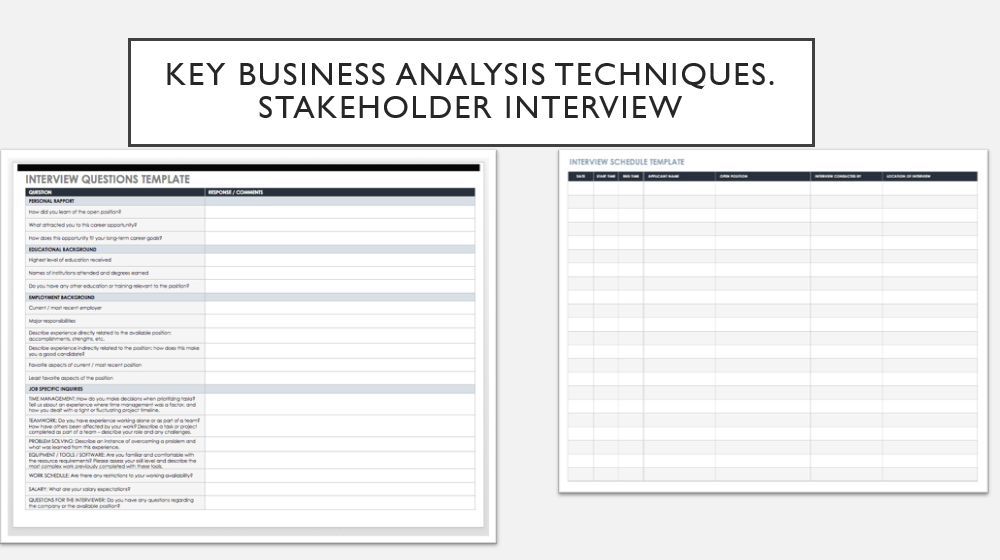 KEY BUSINESS ANALYSIS TECHNIQUES.
STAKEHOLDER INTERVIEW
INTERVIEW QUESTIONS TEMPLATE
QUESTION RESPONSE / COMMENTS
PERSONAL RAPPORT
How did you learn of the open position?
What attracted you to this career opportunity?
How does this opportunity fit your long-term career goals?
EDUCATIONAL BACKGROUND
Highest level of education received
Names of institutions attended and degrees earned
Do you have any other education or training relevant to the position?
EMPLOYMENT BACKGROUND
Current / most recent employer
Major responsibilities
Describe experience directly related to the available position:
accomplishments, strengths, etc.
Describe experience indirectly related to the position; how does this make
you a good candidate?
Favorite aspects of current / most recent position
Least favorite aspects of the position
JOB SPECIFIC INQUIRIES
TIME MANAGEMENT: How do you make decisions when prioritizing tasks?
Tell us about an experience where time management was a factor, and
how you dealt with a tight or fluctuating project timeline.
TEAMWORK: Do you have experience working alone or as part of a team?
How have others been affected by your work? Describe a task or project
completed as part of a team - describe your role and any challenges.
PROBLEM SOLVING: Describe an instance of overcoming a problem and
what was learned from this experience.
EQUIPMENT / TOOLS / SOFTWARE: Are you familiar and comfortable with
the resource requirements? Please assess your skill level and describe the
most complex work previously completed with these tools.
WORK SCHEDULE: Are there any restrictions to your working availability?
SALARY: What are your salary expectations?
QUESTIONS FOR THE INTERVIEWER: Do you have any questions regarding
the company or the available position?
INTERVIEW SCHEDULE TEMPLATE
DATE START TIME END TIME APPLICANT NAME OPEN POSITION INTERVIEW CONDUCTED BY LOCATION OF INTERVIEW